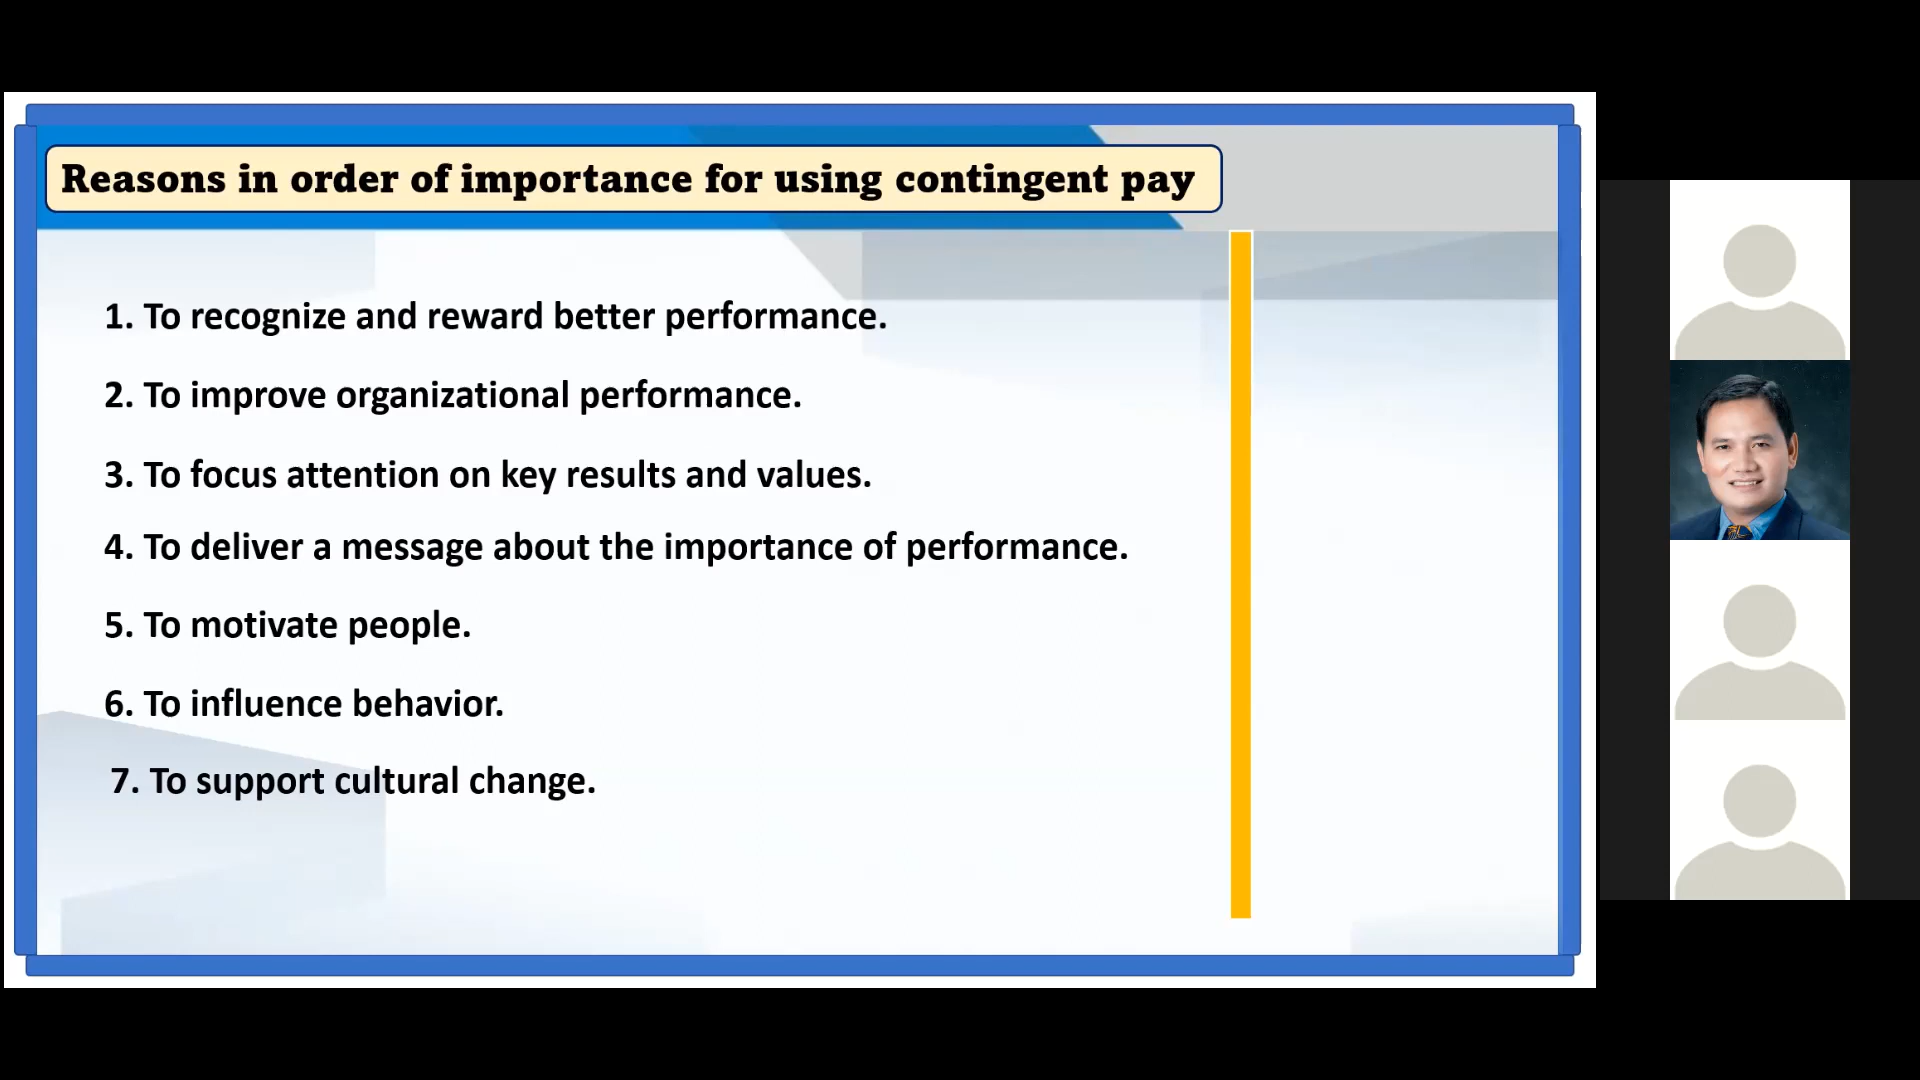 Reasons in order of importance for using contingent pay
1. To recognize and reward better performance.
2. To improve organizational performance.
3. To focus attention on key results and values.
4. To deliver a message about the importance of performance.
5. To motivate people.
6. To influence behavior.
7. To support cultural change.